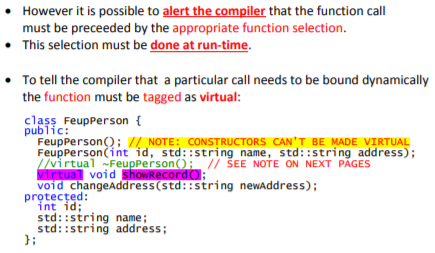 • However it is possible to alert the compiler that the function call
must be preceeded by the appropriate function selection.
• This selection must be done at run-time.
• To tell the compiler that a particular call needs to be bound dynamically
the function must be tagged as virtual:
class FeupPerson {
public:
FeupPerson(); // NOTE: CONSTRUCTORS CAN'T BE MADE VIRTUAL
FeupPerson(int id, std::string name, std::string address);
//virtual ~FeupPerson(); // SEE NOTE ON NEXT PAGES
virtual void showRecord();
void changeAddress(std::string newAddress);
protected:
int id;
std::string name;
std::string address;
};